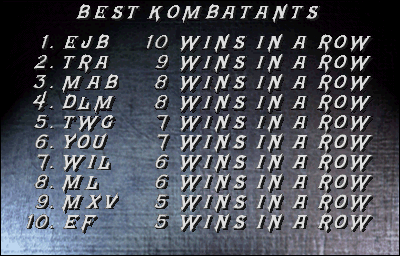 BEST KOMBATANTS
1. EJB 10 WINS IN A ROW
2. TRA 9 WINS IN A ROW
3. MAB 8 WINS IN A ROW
4. DLM 8 WINS IN A ROW
5. TWG 7 WINS IN A ROW
6. YOU 7 WINS IN A ROW
7. WIL 6 WINS IN A ROW
8. ML 6 WINS IN A ROW
9. MXV 5 WINS IN A ROW
10. EF 5 WINS IN A ROW